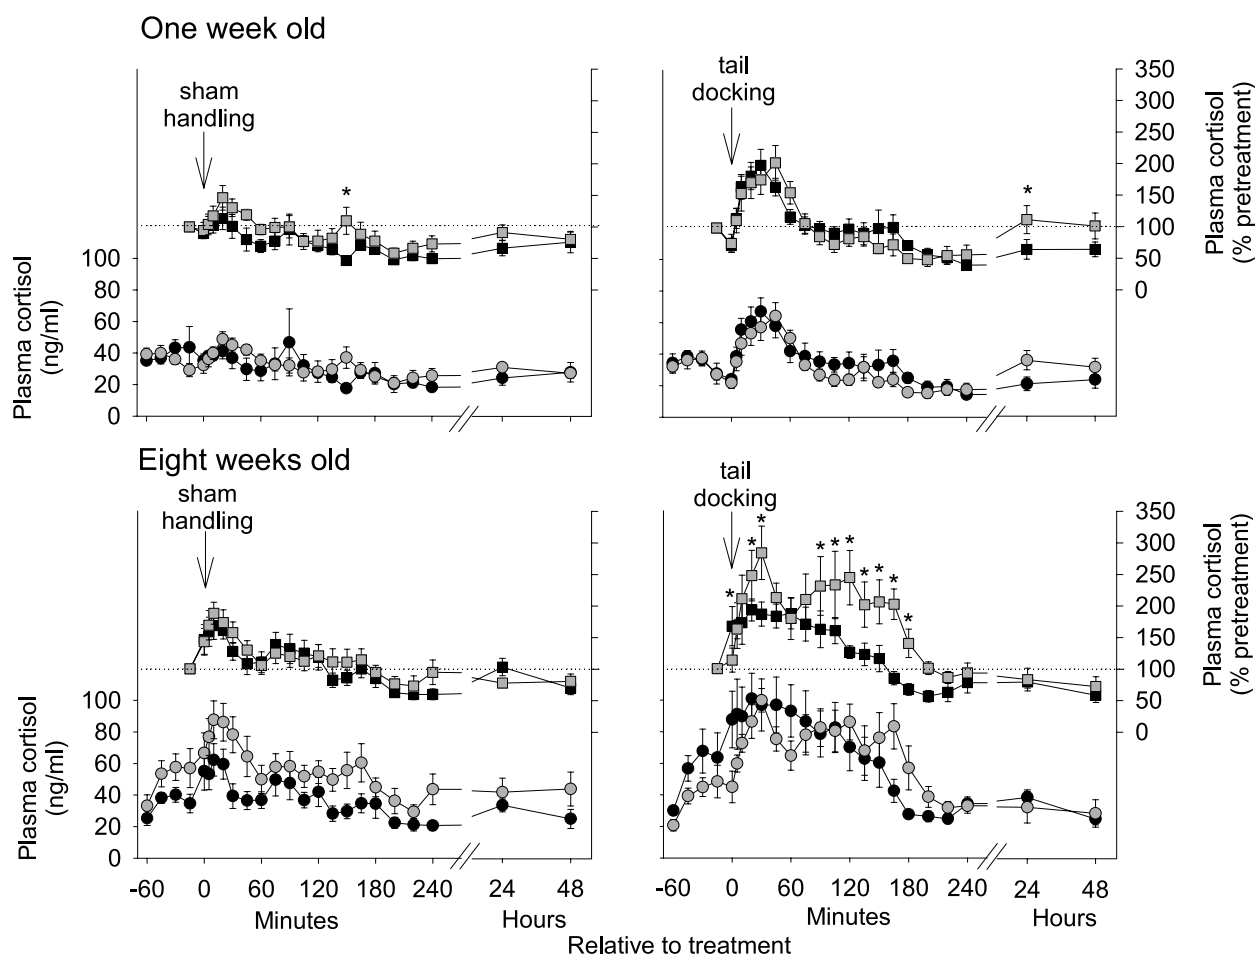 One week old
sham
handling
tail
docking
350
300
250
200
150
100
50
0
Plasma cortisol
(% pretreatment)
*
*
100
80
60
40
20
0
Plasma cortisol
(ng/ml)
Eight weeks old
sham
handling
tail
docking
350
300
250
200
150
100
50
0
Plasma cortisol
(% pretreatment)
* * * * * * * * * *
100
80
60
40
20
0
Plasma cortisol
(ng/ml)
-60 0 60 120 180 240 24 48
-60 0 60 120 180 240 24 48
Minutes Hours Minutes Hours
Relative to treatment